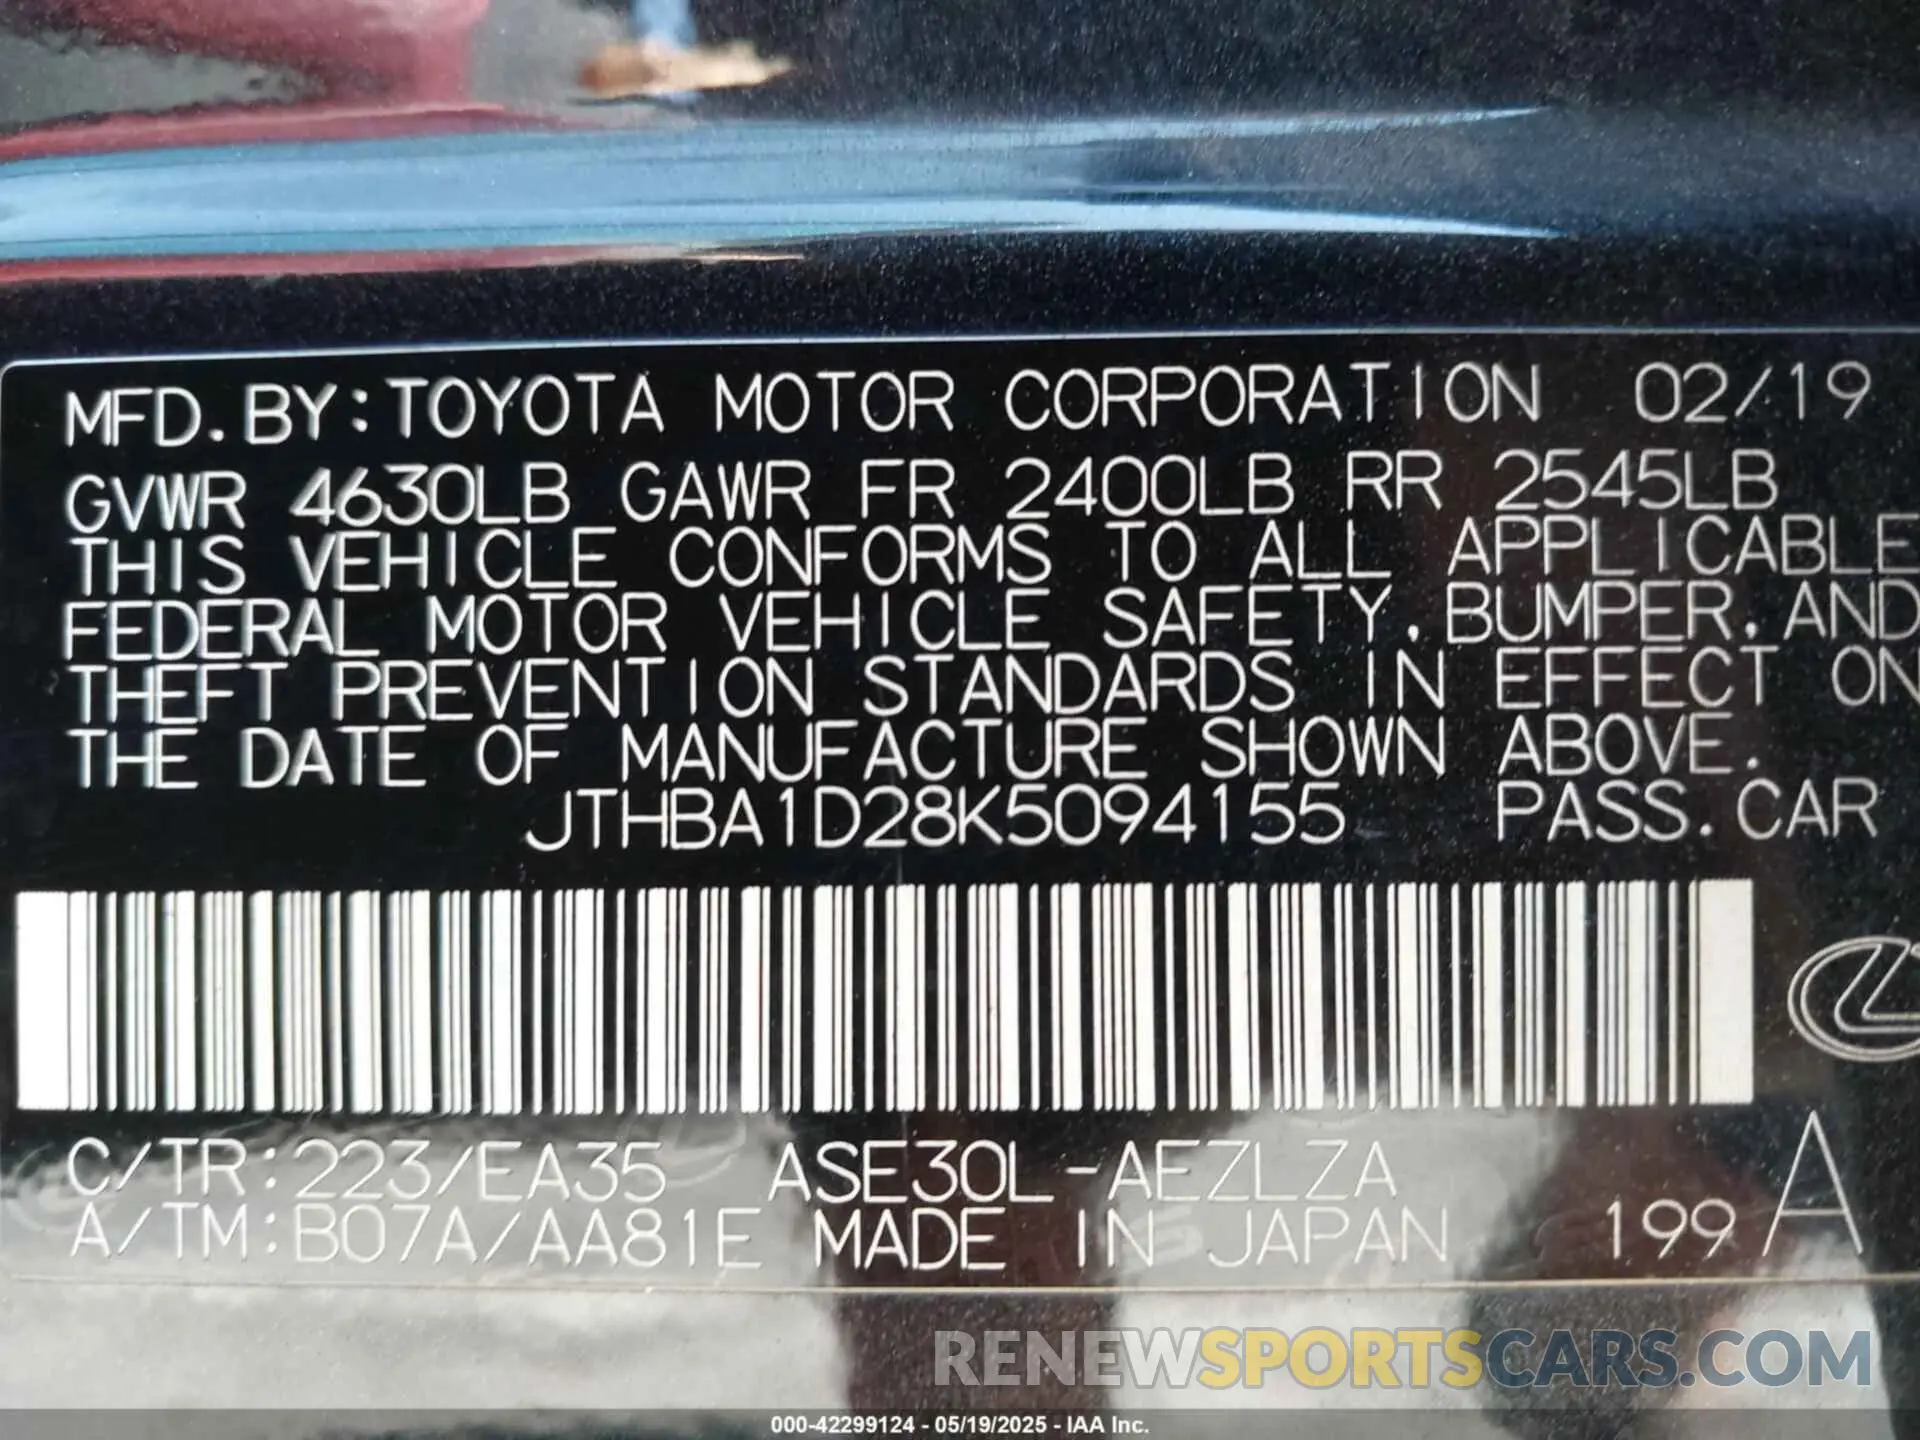 MFD. BY: TOYOTA MOTOR CORPORATION 02/19
GVWR 4630LB GAWR FR 2400LB RR 2545LB
THIS VEHICLE CONFORMS TO ALL APPLICABLE
FEDERAL MOTOR VEHICLE SAFETY, BUMPER, AND
THEFT PREVENTION STANDARDS IN EFFECT ON
THE DATE OF MANUFACTURE SHOWN ABOVE.
JTHBA1D28K5094155 PASS. CAR
C/TR: 223/EA35 ASE30L-AEZLZA
A/TM: B07A/AA81E MADE IN JAPAN 199 A
RENEWSPORTSCARS.COM
000-42299124 - 05/19/2025 - IAA Inc.